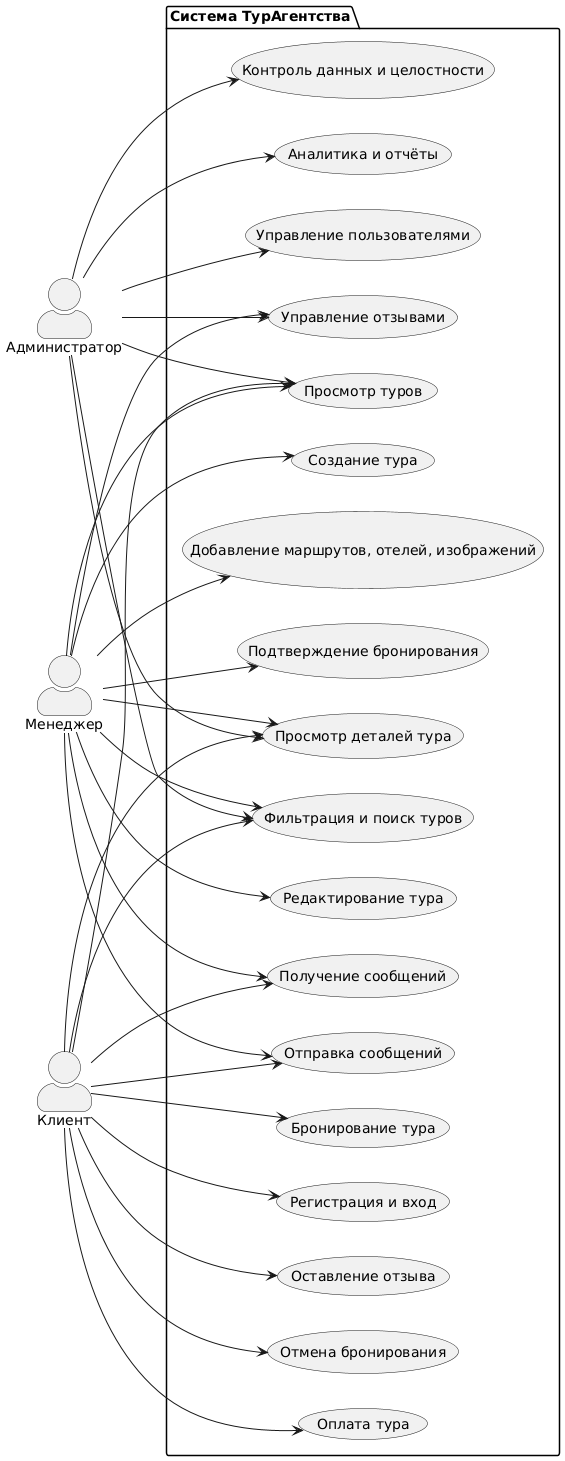 Система ТурАгентства
Контроль данных и целостности
Аналитика и отчёты
Управление пользователями
Управление отзывами
Администратор
Просмотр туров
Создание тура
Добавление маршрутов, отелей, изображений
Подтверждение бронирования
Менеджер
Просмотр деталей тура
Фильтрация и поиск туров
Редактирование тура
Получение сообщений
Отправка сообщений
Клиент
Бронирование тура
Регистрация и вход
Оставление отзыва
Отмена бронирования
Оплата тура